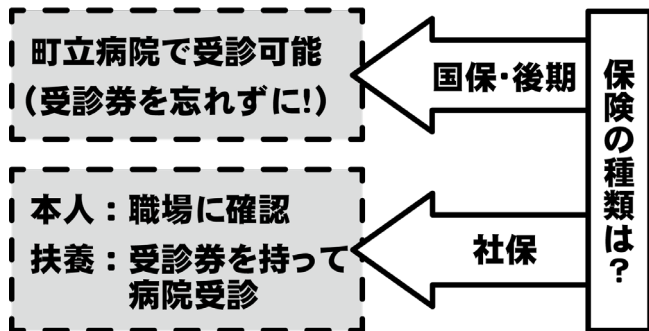 保険の種類は？
国保・後期
町立病院で受診可能
（受診券を忘れずに!）
社保
本人：職場に確認
扶養：受診券を持って
病院受診